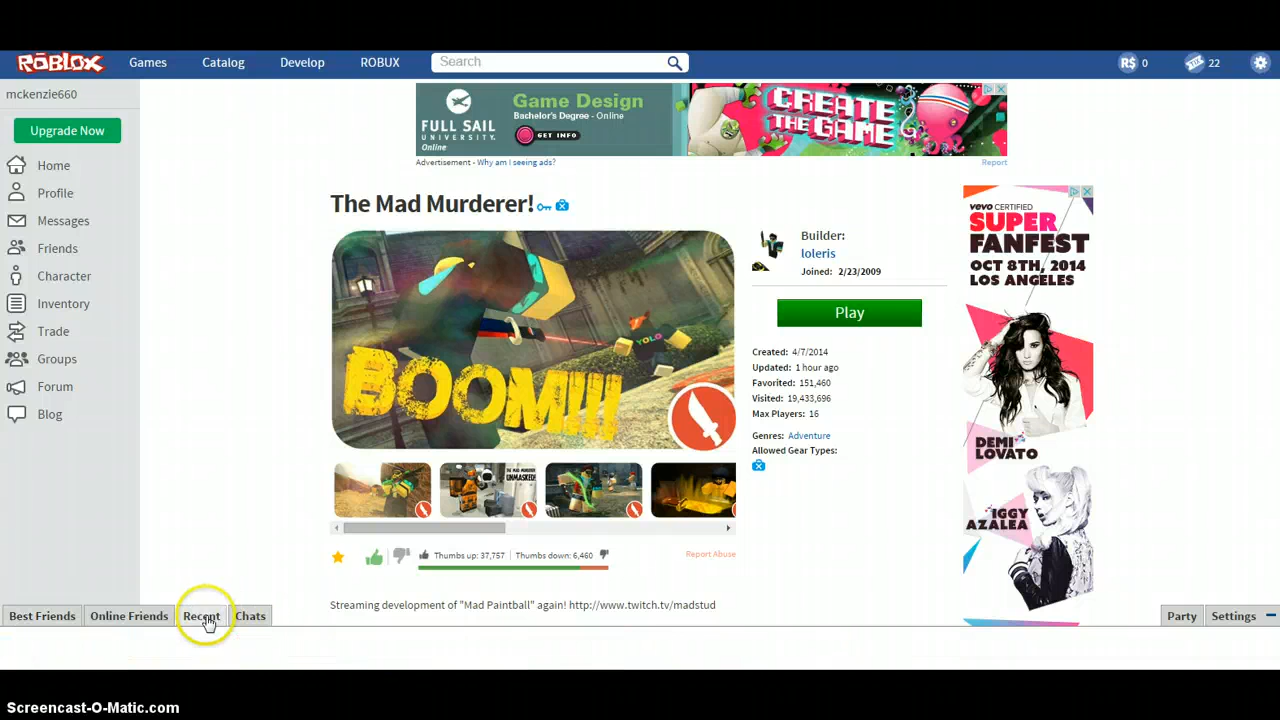 ROBLOX Games Catalog Develop ROBUX Search R$ 0 TIX 22
mckenzie660
Upgrade Now
Home
Profile
Messages
Friends
Character
Inventory
Trade
Groups
Forum
Blog
FULL SAIL
UNIVERSITY.
Online
Game Design
Bachelor's Degree - Online
GET INFO
CREATE
THE GAME
Advertisement - Why am I seeing ads?
Report
The Mad Murderer!
BOOM!!!
YOLO
THE MAD MURDERER
UNMASKED!
Thumbs up: 37,757
Thumbs down: 6,460
Report Abuse
Streaming development of "Mad Paintball" again! http://www.twitch.tv/madstud
Builder:
loleris
Joined: 2/23/2009
Play
Created: 4/7/2014
Updated: 1 hour ago
Favorited: 151,460
Visited: 19,433,696
Max Players: 16
Genres: Adventure
Allowed Gear Types:
vevo CERTIFIED
SUPER
FANFEST
OCT 8TH, 2014
LOS ANGELES
DEMI
LOVATO
IGGY
AZALEA
Best Friends Online Friends Recent Chats Party Settings
Screencast-O-Matic.com